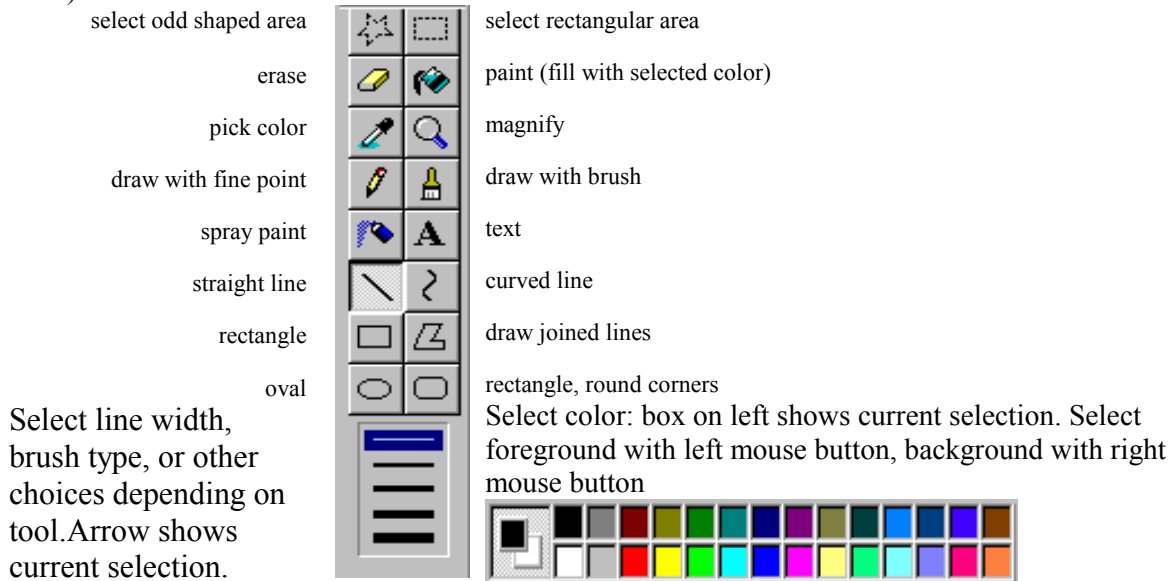 select odd shaped area
select rectangular area
erase
paint (fill with selected color)
pick color
magnify
draw with fine point
draw with brush
spray paint
A
text
straight line
curved line
rectangle
draw joined lines
oval
rectangle, round corners
Select line width,
brush type, or other
choices depending on
tool.Arrow shows
current selection.
Select color: box on left shows current selection. Select
foreground with left mouse button, background with right
mouse button